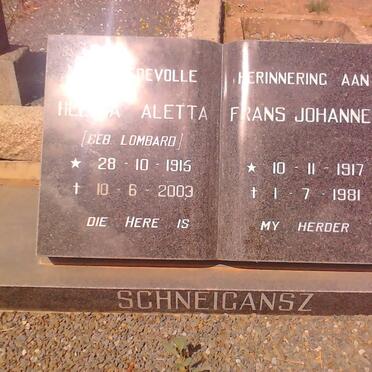 DEVOLLE
ALETTA
[GEB. LOMBARD]
★ 28-10-1915
† 10-6-2003
DIE HERE IS
HERINNERING AAN
FRANS JOHANNE
★ 10-11-1917
† 1-7-1981
MY HERDER
SCHNEIGANSZ